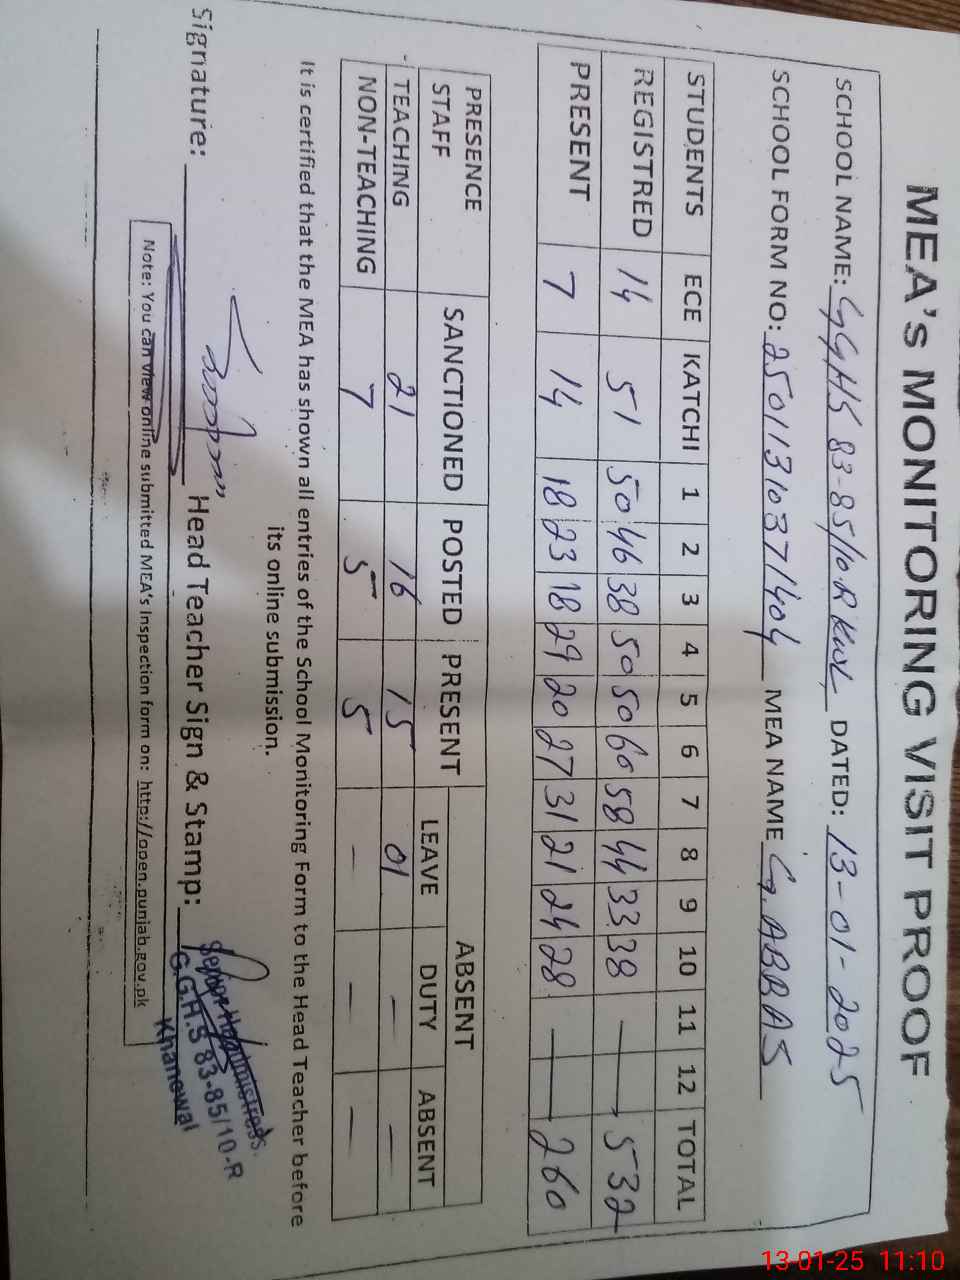 MEA's MONITORING VISIT PROOF
SCHOOL NAME: GGHS 83-85/10R KWL DATED: 13-01-2025
SCHOOL FORM NO: 25011310371404 MEA NAME G. ABBAS
STUDENTS ECE KATCHI 1 2 3 4 5 6 7 8 9 10 11 12 TOTAL
REGISTRED 14 51 50 46 38 50 50 60 58 44 33 38 — — 532
PRESENT 7 14 18 23 18 29 20 27 31 21 24 28 — — 260
PRESENCE STAFF SANCTIONED POSTED PRESENT ABSENT
LEAVE DUTY ABSENT
TEACHING 21 16 15 01 — —
NON-TEACHING 7 5 5 — — —
It is certified that the MEA has shown all entries of the School Monitoring Form to the Head Teacher before
its online submission.
Signature: Head Teacher Sign & Stamp:
Senior Headmistress
G.G.H.S 83-85/10-R
Khanewal
Note: You can view online submitted MEA's Inspection form on: http://open.punjab.gov.pk
13-01-25 11:10